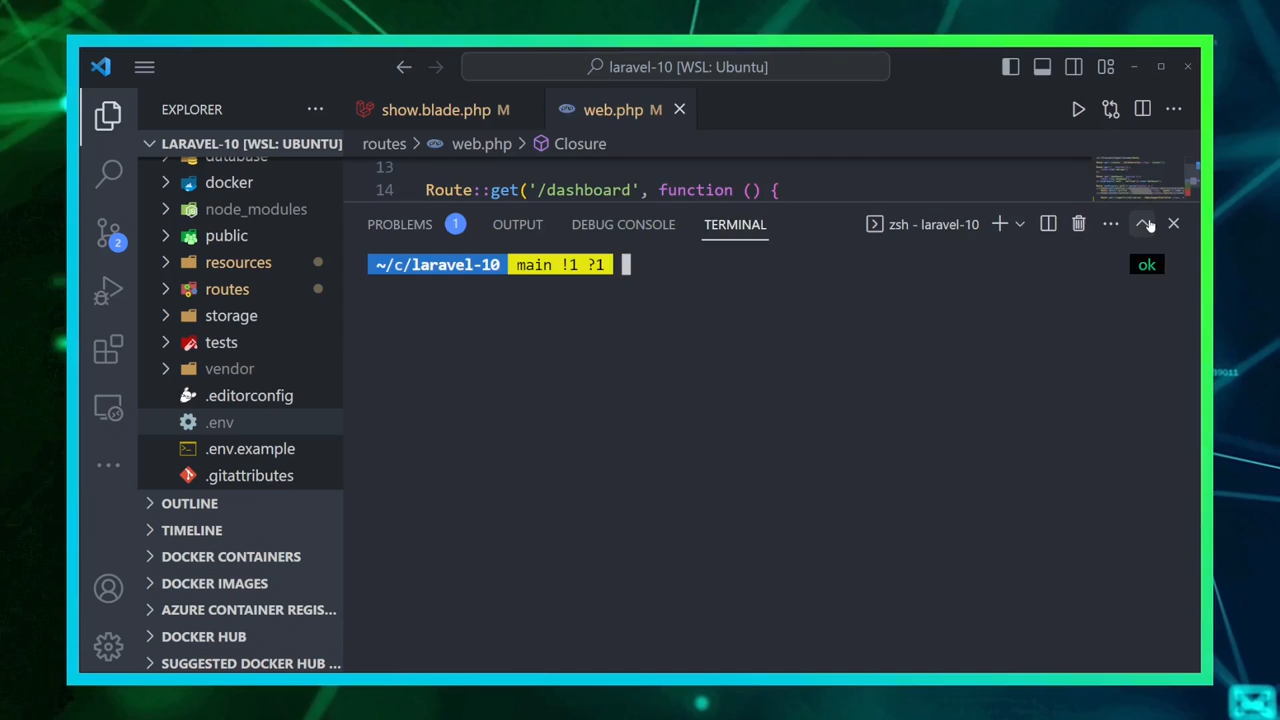 laravel-10 [WSL: Ubuntu]
EXPLORER
show.blade.php M
web.php M
LARAVEL-10 [WSL: UBUNTU]
routes > web.php > Closure
database
13
docker
14 Route::get('/dashboard', function () {
node_modules
public
PROBLEMS 1 OUTPUT DEBUG CONSOLE TERMINAL zsh - laravel-10
2
resources
~/c/laravel-10 main !1 ?1 ok
routes
storage
tests
vendor
.editorconfig
39011
.env
.env.example
.gitattributes
OUTLINE
TIMELINE
DOCKER CONTAINERS
DOCKER IMAGES
AZURE CONTAINER REGIS...
DOCKER HUB
SUGGESTED DOCKER HUB ...